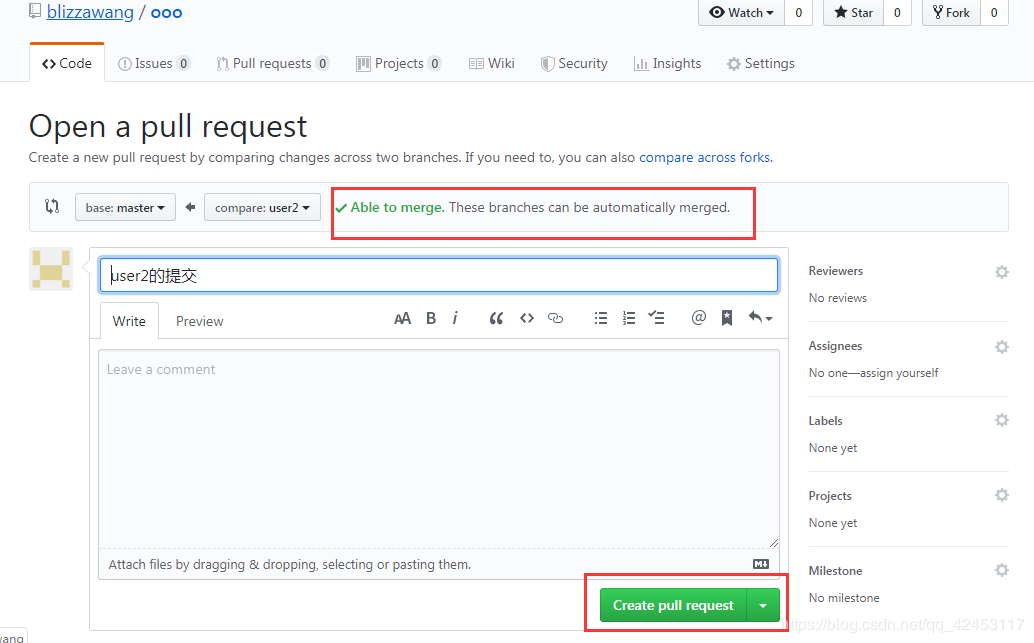 blizzawang / ooo
Watch 0 Star 0 Fork 0
Code Issues 0 Pull requests 0 Projects 0 Wiki Security Insights Settings
Open a pull request
Create a new pull request by comparing changes across two branches. If you need to, you can also compare across forks.
base: master compare: user2 Able to merge. These branches can be automatically merged.
user2的提交
Write Preview AA B i
Leave a comment
Attach files by dragging & dropping, selecting or pasting them.
Create pull request
Reviewers
No reviews
Assignees
No one—assign yourself
Labels
None yet
Projects
None yet
Milestone
No milestone
https://blog.csdn.net/qq_42453117
wang